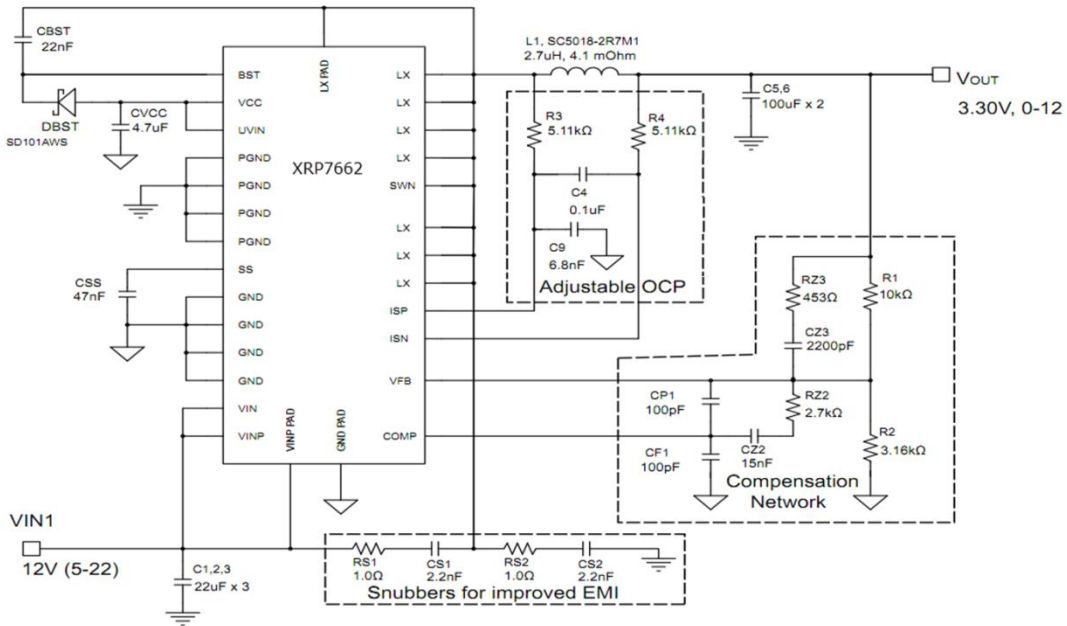 CBST
22nF
DBST
SD101AWS
CVCC
4.7uF
CSS
47nF
LX PAD
BST
VCC
UVIN
PGND
PGND
PGND
PGND
SS
GND
GND
GND
GND
VIN
VINP
XRP7662
VINP PAD
GND PAD
LX
LX
LX
LX
SWN
LX
LX
LX
ISP
ISN
VFB
COMP
L1, SC5018-2R7M1
2.7uH, 4.1 mOhm
R3
5.11kΩ
R4
5.11kΩ
C4
0.1uF
C9
6.8nF
Adjustable OCP
C5,6
100uF x 2
VOUT
3.30V, 0-12
RZ3
453Ω
R1
10kΩ
CZ3
2200pF
CP1
100pF
RZ2
2.7kΩ
CF1
100pF
CZ2
15nF
R2
3.16kΩ
Compensation
Network
VIN1
12V (5-22)
C1,2,3
22uF x 3
RS1
1.0Ω
CS1
2.2nF
RS2
1.0Ω
CS2
2.2nF
Snubbers for improved EMI